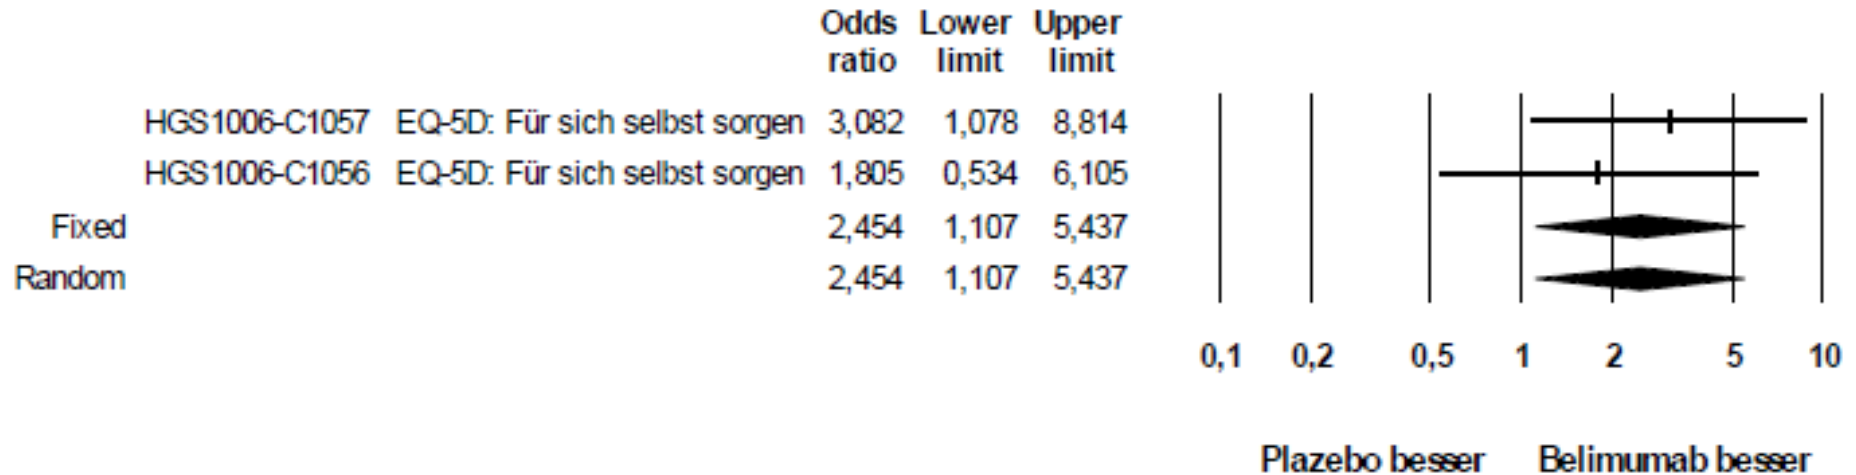 Odds Lower Upper
ratio limit limit
HGS1006-C1057 EQ-5D: Für sich selbst sorgen 3,082 1,078 8,814
HGS1006-C1056 EQ-5D: Für sich selbst sorgen 1,805 0,534 6,105
Fixed 2,454 1,107 5,437
Random 2,454 1,107 5,437
0,1 0,2 0,5 1 2 5 10
Plazebo besser Belimumab besser